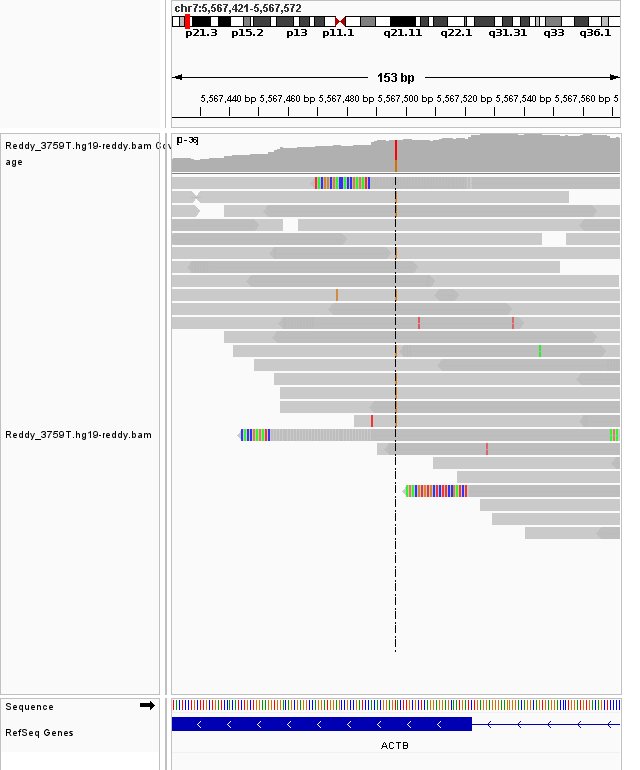 chr7:5,567,421-5,567,572
p21.3 p15.2 p13 p11.1 q21.11 q22.1 q31.31 q33 q36.1
153 bp
5,567,440 bp 5,567,460 bp 5,567,480 bp 5,567,500 bp 5,567,520 bp 5,567,540 bp 5,567,560 bp 5
Reddy_3759T.hg19-reddy.bam Cov
age
[0-36]
Reddy_3759T.hg19-reddy.bam
Sequence
RefSeq Genes
ACTB